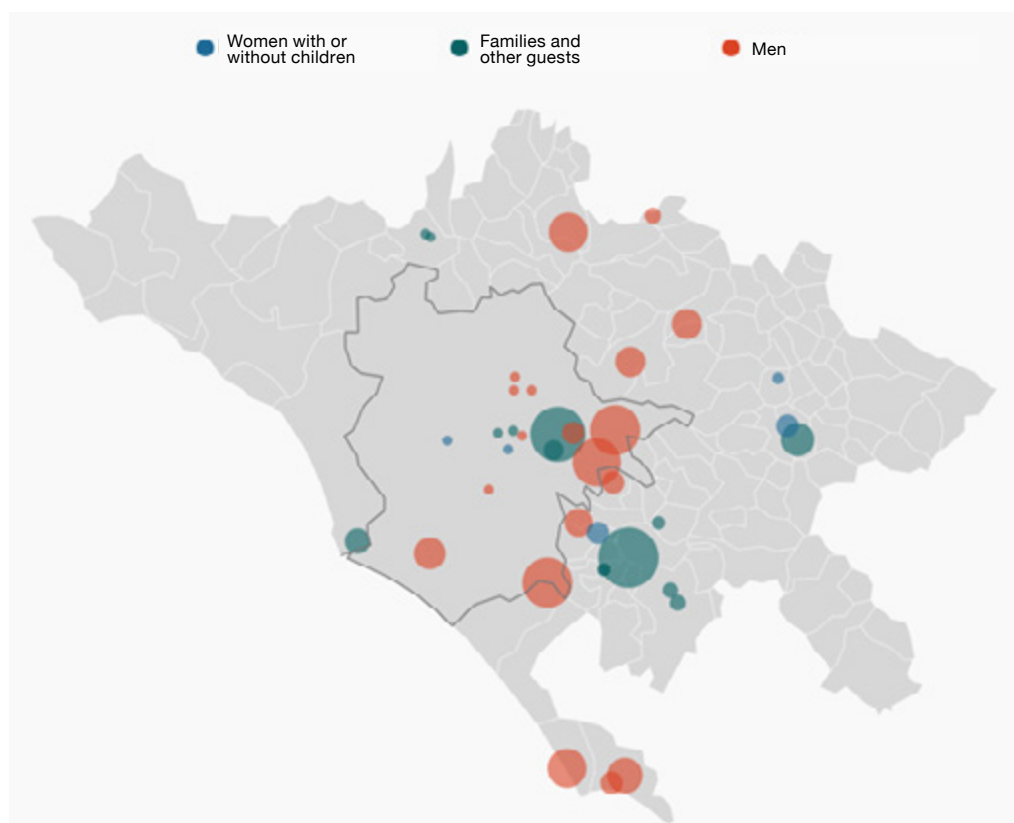 Women with or
without children
Families and
other guests
Men